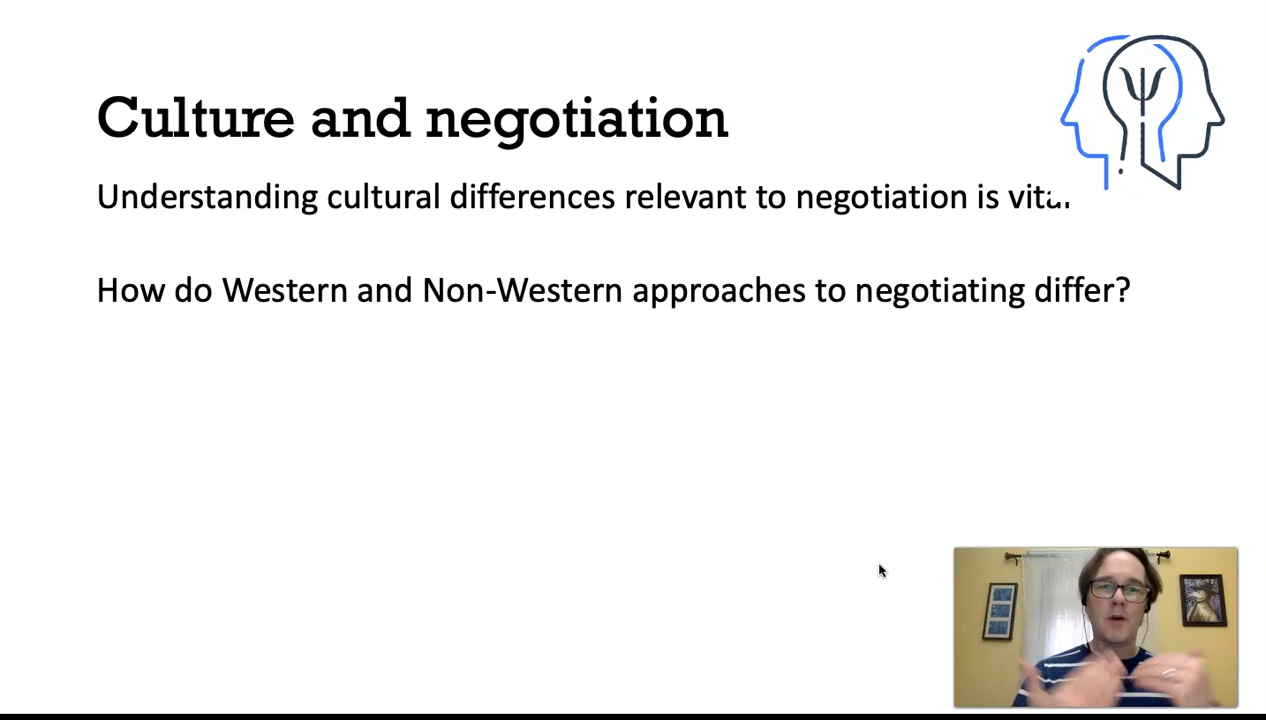 Culture and negotiation
Understanding cultural differences relevant to negotiation is vital
How do Western and Non-Western approaches to negotiating differ?